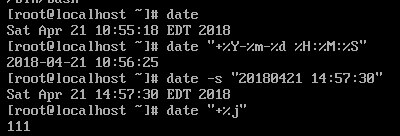 /bin/bash
[root@localhost ~]# date
Sat Apr 21 10:55:18 EDT 2018
[root@localhost ~]# date "+%Y-%m-%d %H:%M:%S"
2018-04-21 10:56:25
[root@localhost ~]# date -s "20180421 14:57:30"
Sat Apr 21 14:57:30 EDT 2018
[root@localhost ~]# date "+%j"
111